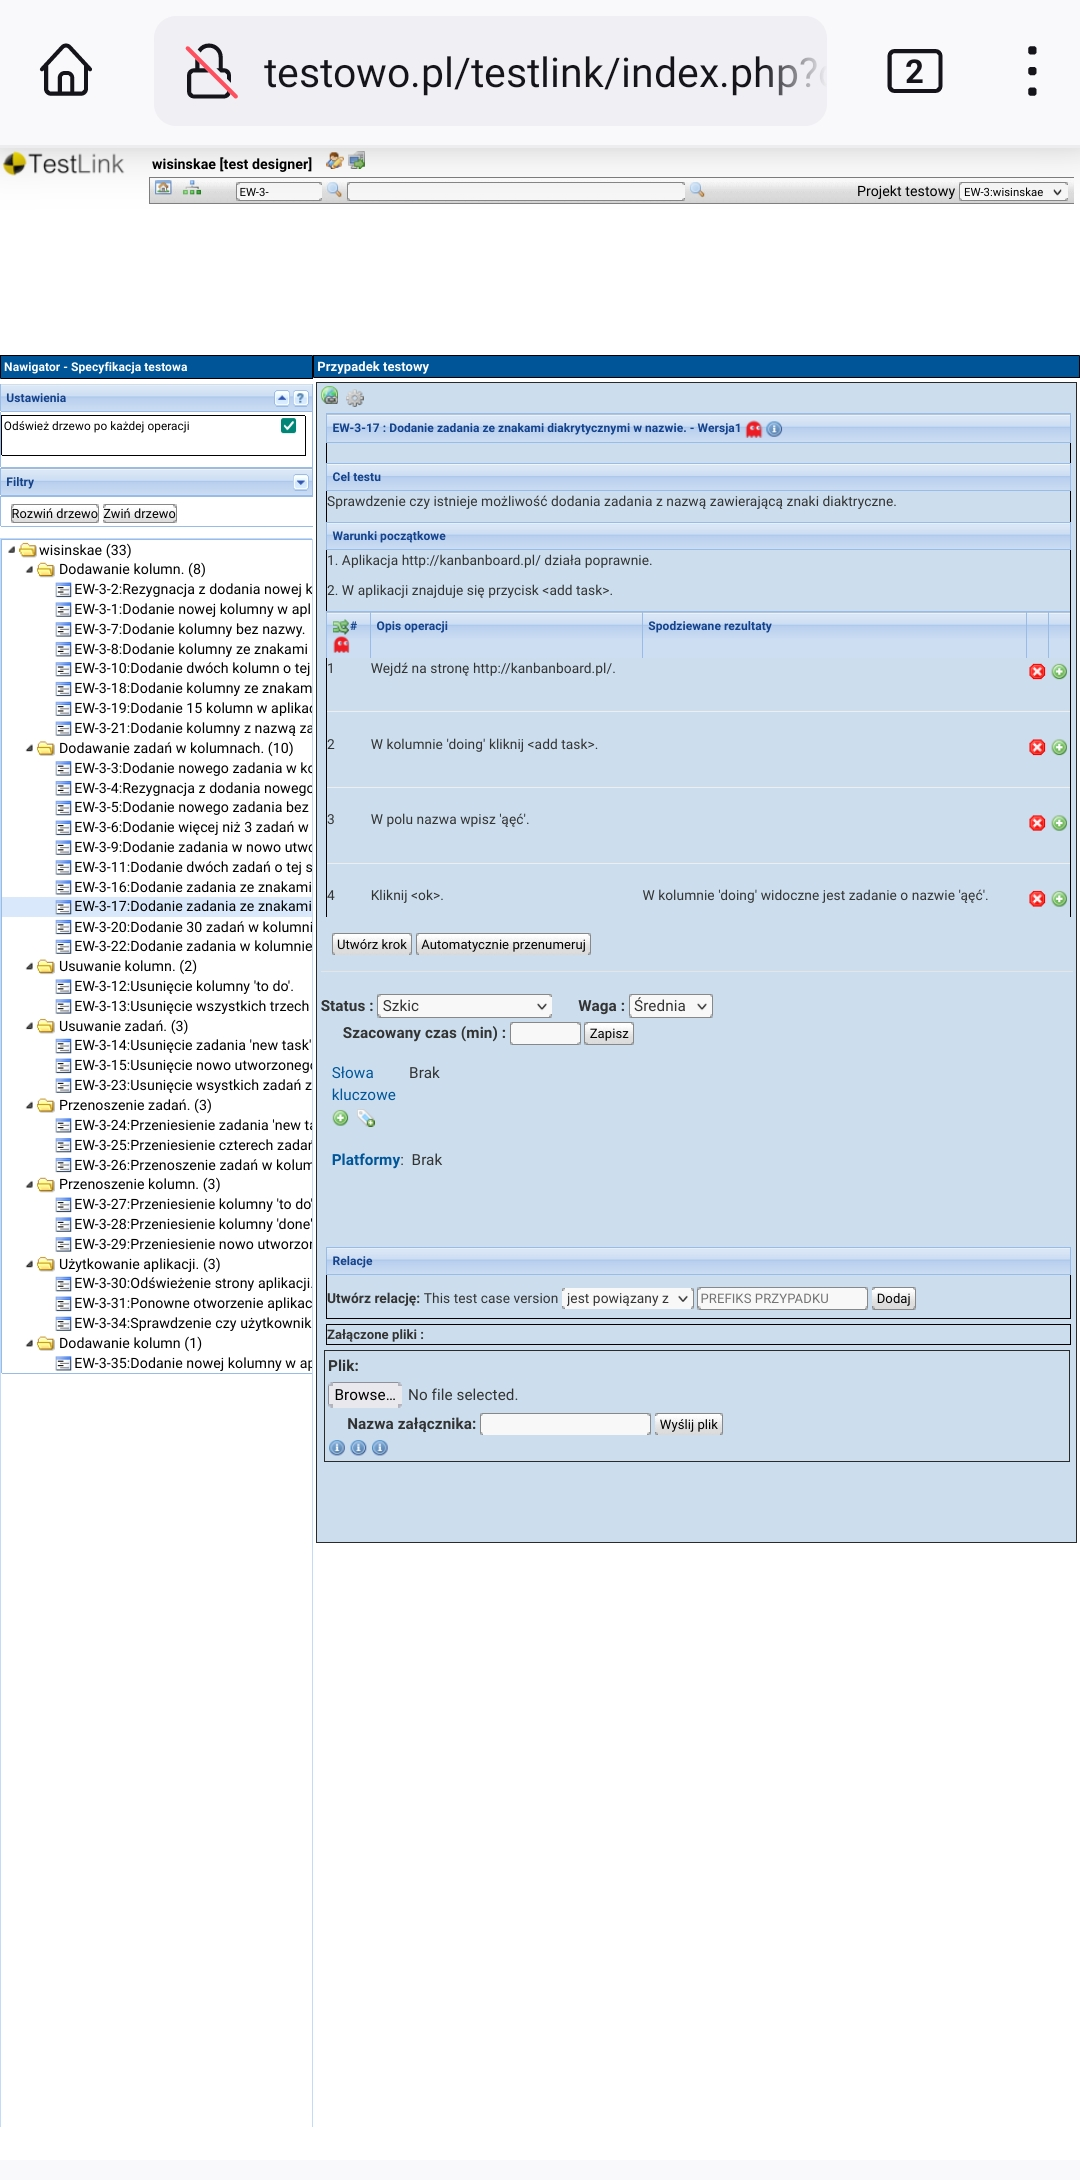 testowo.pl/testlink/index.php?
2
TestLink
wisinskae [test designer]
EW-3-
Projekt testowy EW-3:wisinskae
Nawigator - Specyfikacja testowa
Ustawienia
?
Odśwież drzewo po każdej operacji
Filtry
Rozwiń drzewo Zwiń drzewo
wisinskae (33)
Dodawanie kolumn. (8)
EW-3-2:Rezygnacja z dodania nowej k
EW-3-1:Dodanie nowej kolumny w apl
EW-3-7:Dodanie kolumny bez nazwy.
EW-3-8:Dodanie kolumny ze znakami
EW-3-10:Dodanie dwóch kolumn o tej
EW-3-18:Dodanie kolumny ze znakam
EW-3-19:Dodanie 15 kolumn w aplikac
EW-3-21:Dodanie kolumny z nazwą za
Dodawanie zadań w kolumnach. (10)
EW-3-3:Dodanie nowego zadania w ko
EW-3-4:Rezygnacja z dodania nowego
EW-3-5:Dodanie nowego zadania bez
EW-3-6:Dodanie więcej niż 3 zadań w
EW-3-9:Dodanie zadania w nowo utwo
EW-3-11:Dodanie dwóch zadań o tej s
EW-3-16:Dodanie zadania ze znakami
EW-3-17:Dodanie zadania ze znakami
EW-3-20:Dodanie 30 zadań w kolumni
EW-3-22:Dodanie zadania w kolumnie
Usuwanie kolumn. (2)
EW-3-12:Usunięcie kolumny 'to do'.
EW-3-13:Usunięcie wszystkich trzech
Usuwanie zadań. (3)
EW-3-14:Usunięcie zadania 'new task'
EW-3-15:Usunięcie nowo utworzonego
EW-3-23:Usunięcie wsystkich zadań z
Przenoszenie zadań. (3)
EW-3-24:Przeniesienie zadania 'new ta
EW-3-25:Przeniesienie czterech zadań
EW-3-26:Przenoszenie zadań w kolum
Przenoszenie kolumn. (3)
EW-3-27:Przeniesienie kolumny 'to do'
EW-3-28:Przeniesienie kolumny 'done'
EW-3-29:Przeniesienie nowo utworzon
Użytkowanie aplikacji. (3)
EW-3-30:Odświeżenie strony aplikacji.
EW-3-31:Ponowne otworzenie aplikac
EW-3-34:Sprawdzenie czy użytkownik
Dodawanie kolumn (1)
EW-3-35:Dodanie nowej kolumny w ap
Przypadek testowy
EW-3-17 : Dodanie zadania ze znakami diakrytycznymi w nazwie. - Wersja1
Cel testu
Sprawdzenie czy istnieje możliwość dodania zadania z nazwą zawierającą znaki diaktryczne.
Warunki początkowe
1. Aplikacja http://kanbanboard.pl/ działa poprawnie.
2. W aplikacji znajduje się przycisk <add task>.
# Opis operacji Spodziewane rezultaty
1 Wejdź na stronę http://kanbanboard.pl/.
2 W kolumnie 'doing' kliknij <add task>.
3 W polu nazwa wpisz 'ąęć'.
4 Kliknij <ok>. W kolumnie 'doing' widoczne jest zadanie o nazwie 'ąęć'.
Utwórz krok Automatycznie przenumeruj
Status : Szkic Waga : Średnia
Szacowany czas (min) : Zapisz
Słowa kluczowe Brak
Platformy: Brak
Relacje
Utwórz relację: This test case version jest powiązany z PREFIKS PRZYPADKU Dodaj
Załączone pliki :
Plik:
Browse... No file selected.
Nazwa załącznika: Wyślij plik